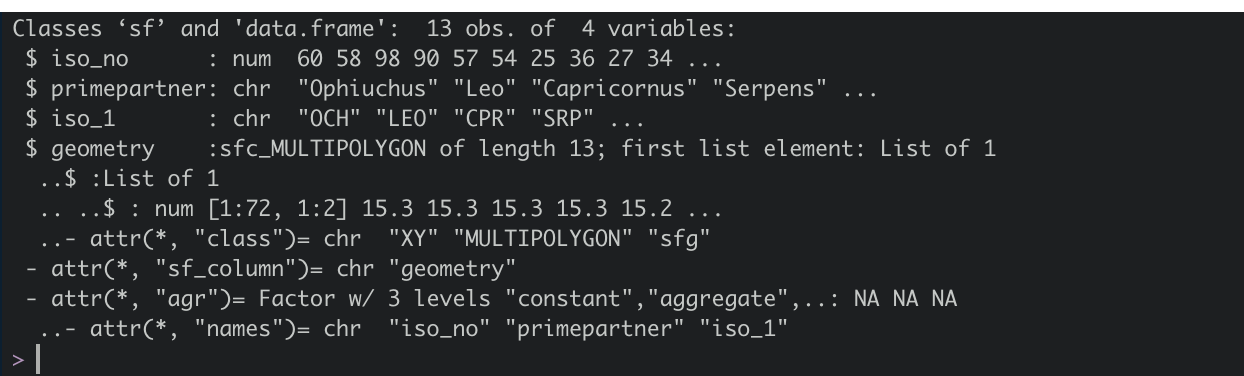 Classes ‘sf’ and 'data.frame':  13 obs. of  4 variables:
 $ iso_no      : num  60 58 98 90 57 54 25 36 27 34 ...
 $ primepartner: chr  "Ophiuchus" "Leo" "Capricornus" "Serpens" ...
 $ iso_1       : chr  "OCH" "LEO" "CPR" "SRP" ...
 $ geometry    :sfc_MULTIPOLYGON of length 13; first list element: List of 1
  ..$ :List of 1
  .. ..$ : num [1:72, 1:2] 15.3 15.3 15.3 15.3 15.2 ...
  ..- attr(*, "class")= chr  "XY" "MULTIPOLYGON" "sfg"
 - attr(*, "sf_column")= chr "geometry"
 - attr(*, "agr")= Factor w/ 3 levels "constant","aggregate",..: NA NA NA
  ..- attr(*, "names")= chr  "iso_no" "primepartner" "iso_1"
>